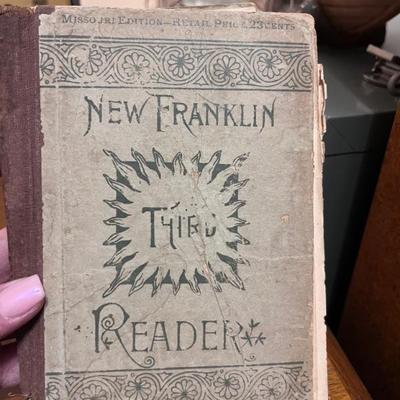 MISSOURI EDITION—RETAIL PRICE, 23 CENTS
NEW FRANKLIN
THIRD
READER